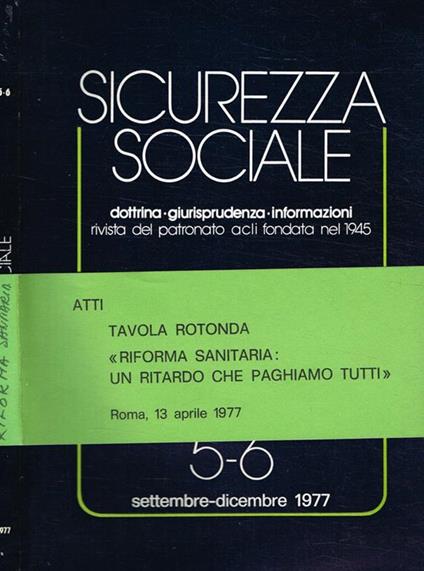 SICUREZZA
SOCIALE
dottrina·giurisprudenza·informazioni
rivista del patronato acli fondata nel 1945
ATTI
TAVOLA ROTONDA
«RIFORMA SANITARIA:
UN RITARDO CHE PAGHIAMO TUTTI»
Roma, 13 aprile 1977
5-6
settembre-dicembre 1977
5-6
CIALE
RIFORMA SANITARIA
1977